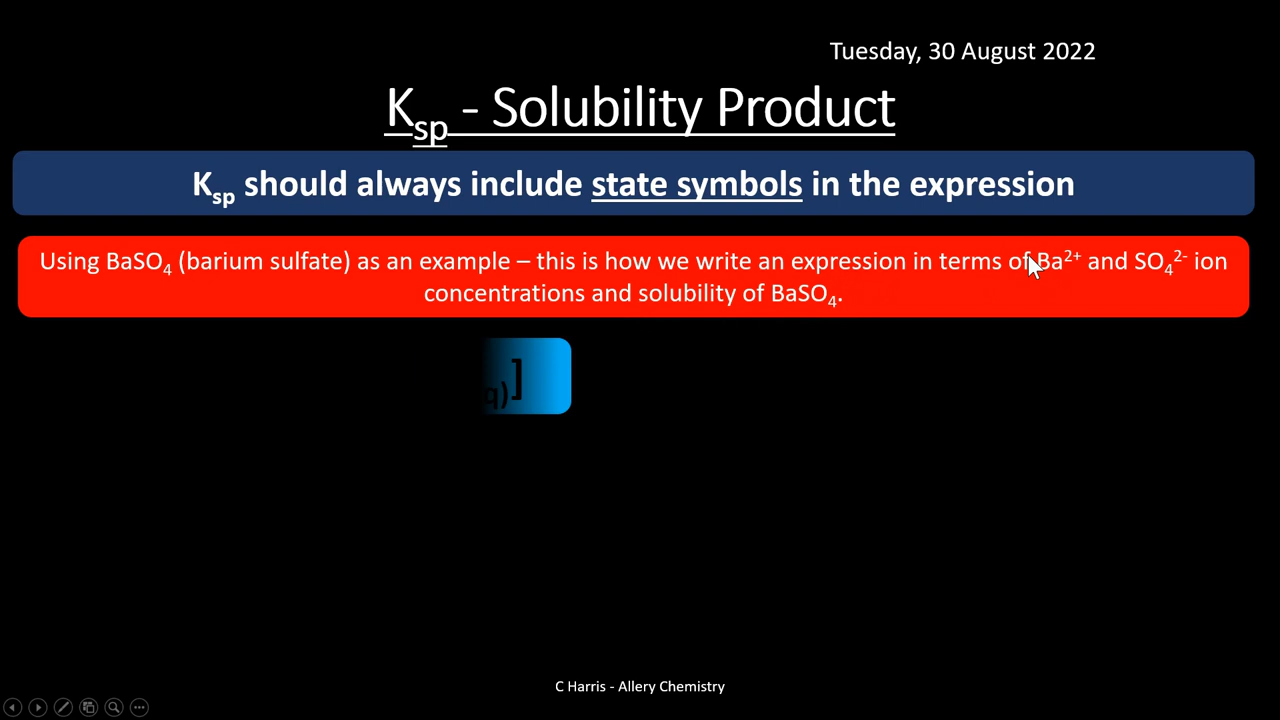 Tuesday, 30 August 2022
Kₛₚ - Solubility Product
Kₛₚ should always include state symbols in the expression
Using BaSO₄ (barium sulfate) as an example – this is how we write an expression in terms of Ba²⁺ and SO₄²⁻ ion
concentrations and solubility of BaSO₄.
q)]
C Harris - Allery Chemistry